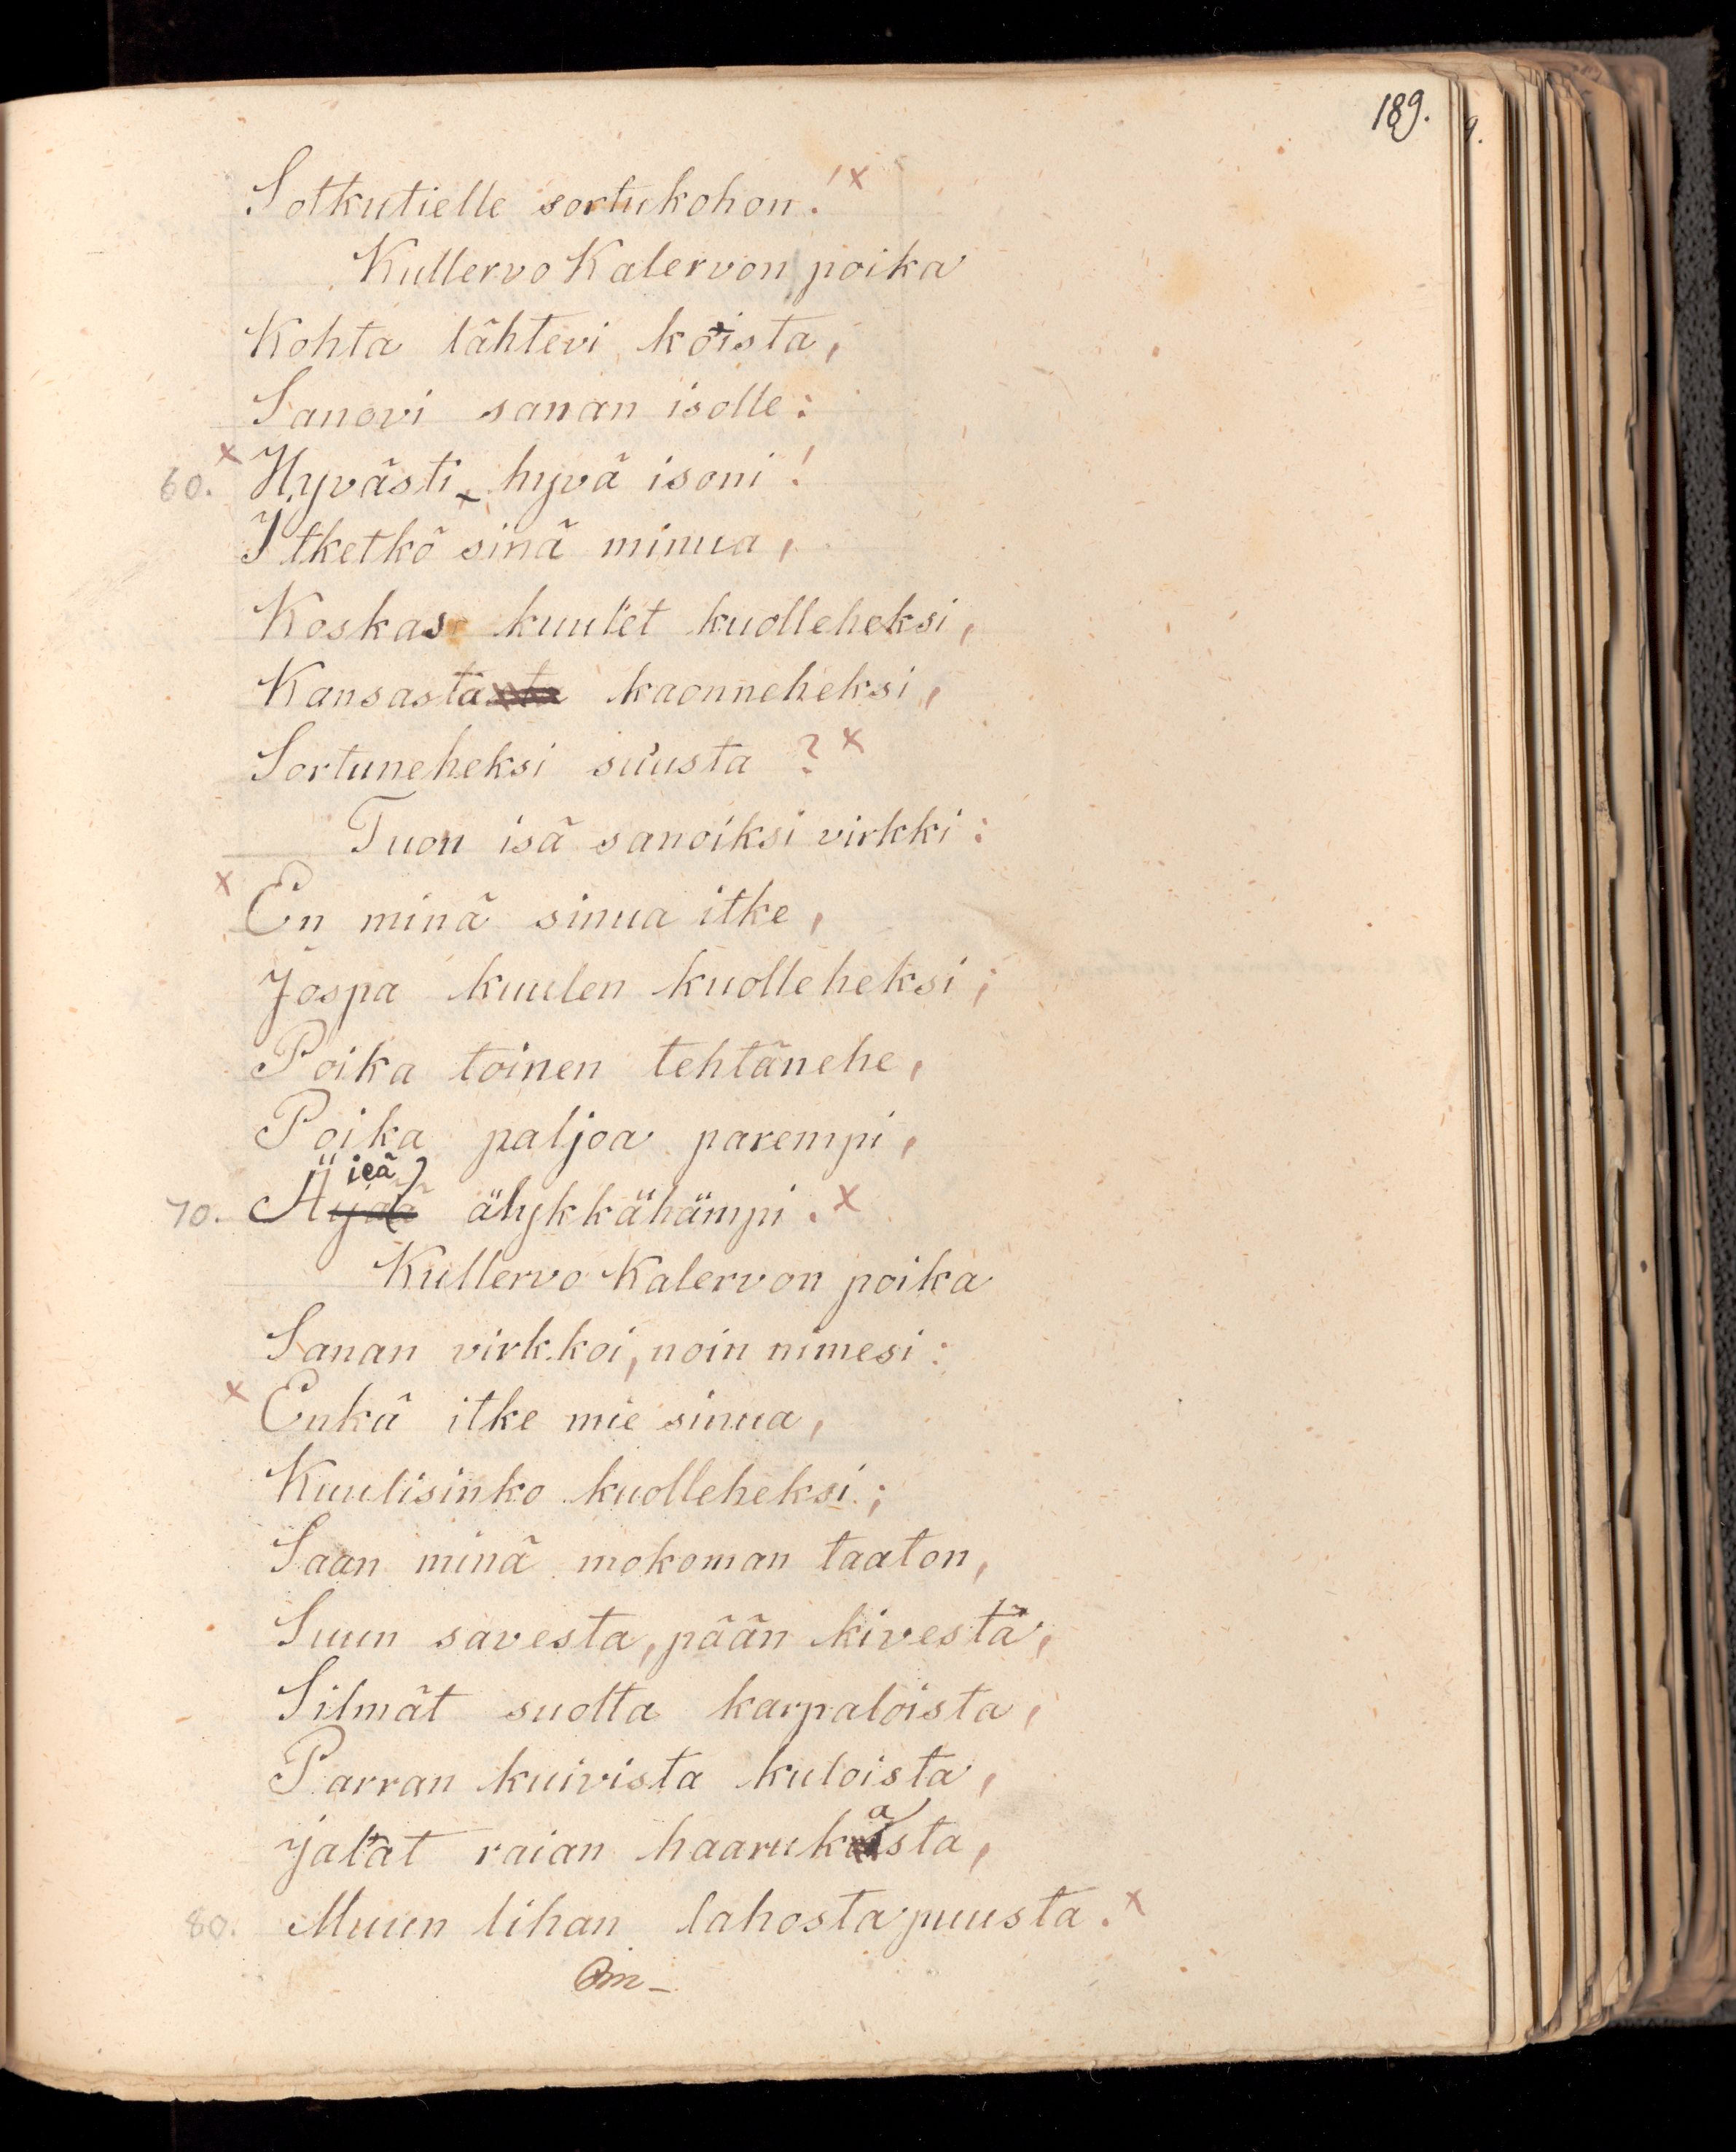 189.
Sotkutielle sortukohon!
Kullervo Kalervon poika
Kohta lähtevi koista,
Sanovi sanan isolle:
60. Hyvästi hyvä isoni!
Itketkö sinä minua,
Koskas kuulet kuolleheksi,
Kansasta kaonneheksi,
Sortuneheksi su'usta?
Tuon isä sanoiksi virkki:
En minä sinua itke,
Jospa kuulen kuolleheksi;
Poika toinen tehtänehe,
Poika paljoa parempi,
70. Äijeä älykkähämpi.
Kullervo Kalervon poika
Sanan virkkoi, noin nimesi:
Enkä itke mie sinua,
Kuulisinko kuolleheksi;
Saan minä mokoman taaton,
Suun savesta, pään kivestä,
Silmät suolta karpaloista,
Parran kuivista kuloista,
Jalat raian haarukasta,
80. Muun lihan lahosta puusta.